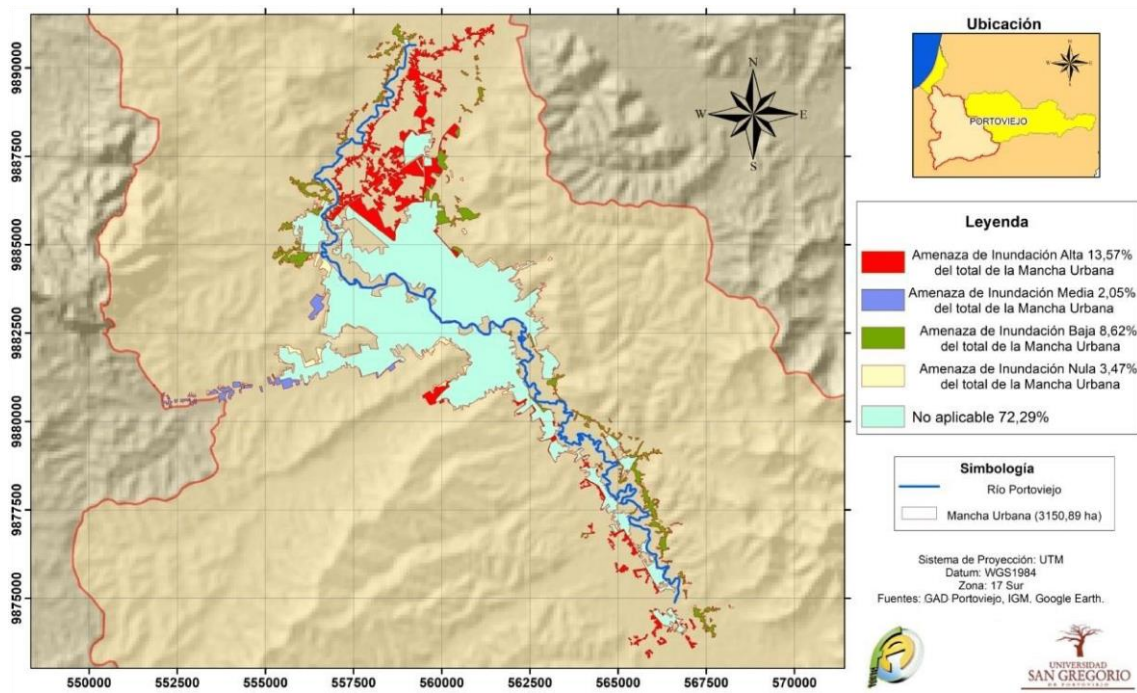 Ubicación
N
W
E
S
PORTOVIEJO
Leyenda
Amenaza de Inundación Alta 13,57%
del total de la Mancha Urbana
Amenaza de Inundación Media 2,05%
del total de la Mancha Urbana
Amenaza de Inundación Baja 8,62%
del total de la Mancha Urbana
Amenaza de Inundación Nula 3,47%
del total de la Mancha Urbana
No aplicable 72,29%
Simbología
Río Portoviejo
Mancha Urbana (3150,89 ha)
Sistema de Proyección: UTM
Datum: WGS1984
Zona: 17 Sur
Fuentes: GAD Portoviejo, IGM. Google Earth.
UNIVERSIDAD
SAN GREGORIO
DE PORTOVIEJO
9890000
9887500
9885000
9882500
9880000
9877500
9875000
550000 552500 555000 557500 560000 562500 565000 567500 570000